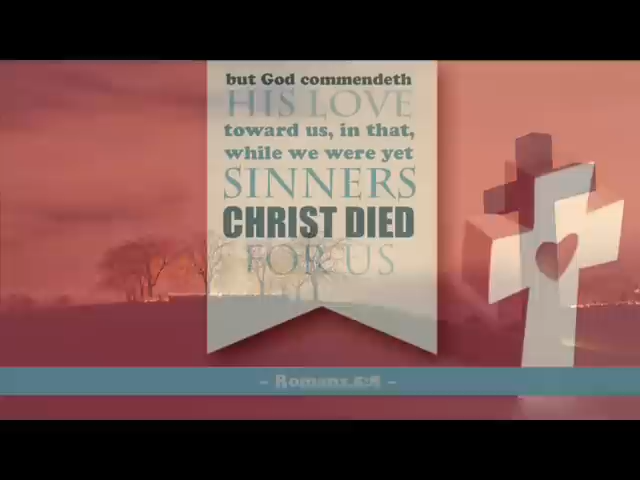 but God commendeth
HIS LOVE
toward us, in that,
while we were yet
SINNERS
CHRIST DIED
FOR US
- Romans 5:8 -